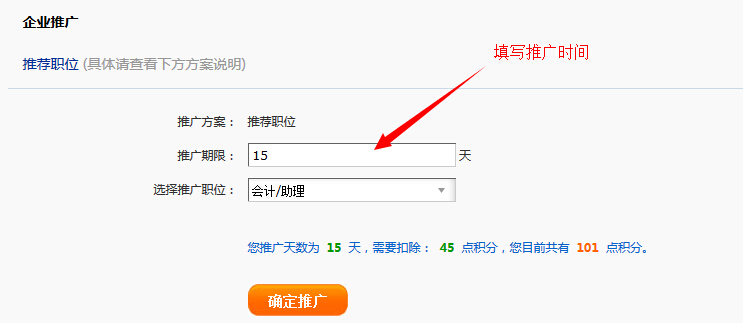 企业推广
填写推广时间
推荐职位 (具体请查看下方方案说明)
推广方案： 推荐职位
推广期限： 15 天
选择推广职位： 会计/助理
您推广天数为 15 天，需要扣除： 45 点积分，您目前共有 101 点积分。
确定推广